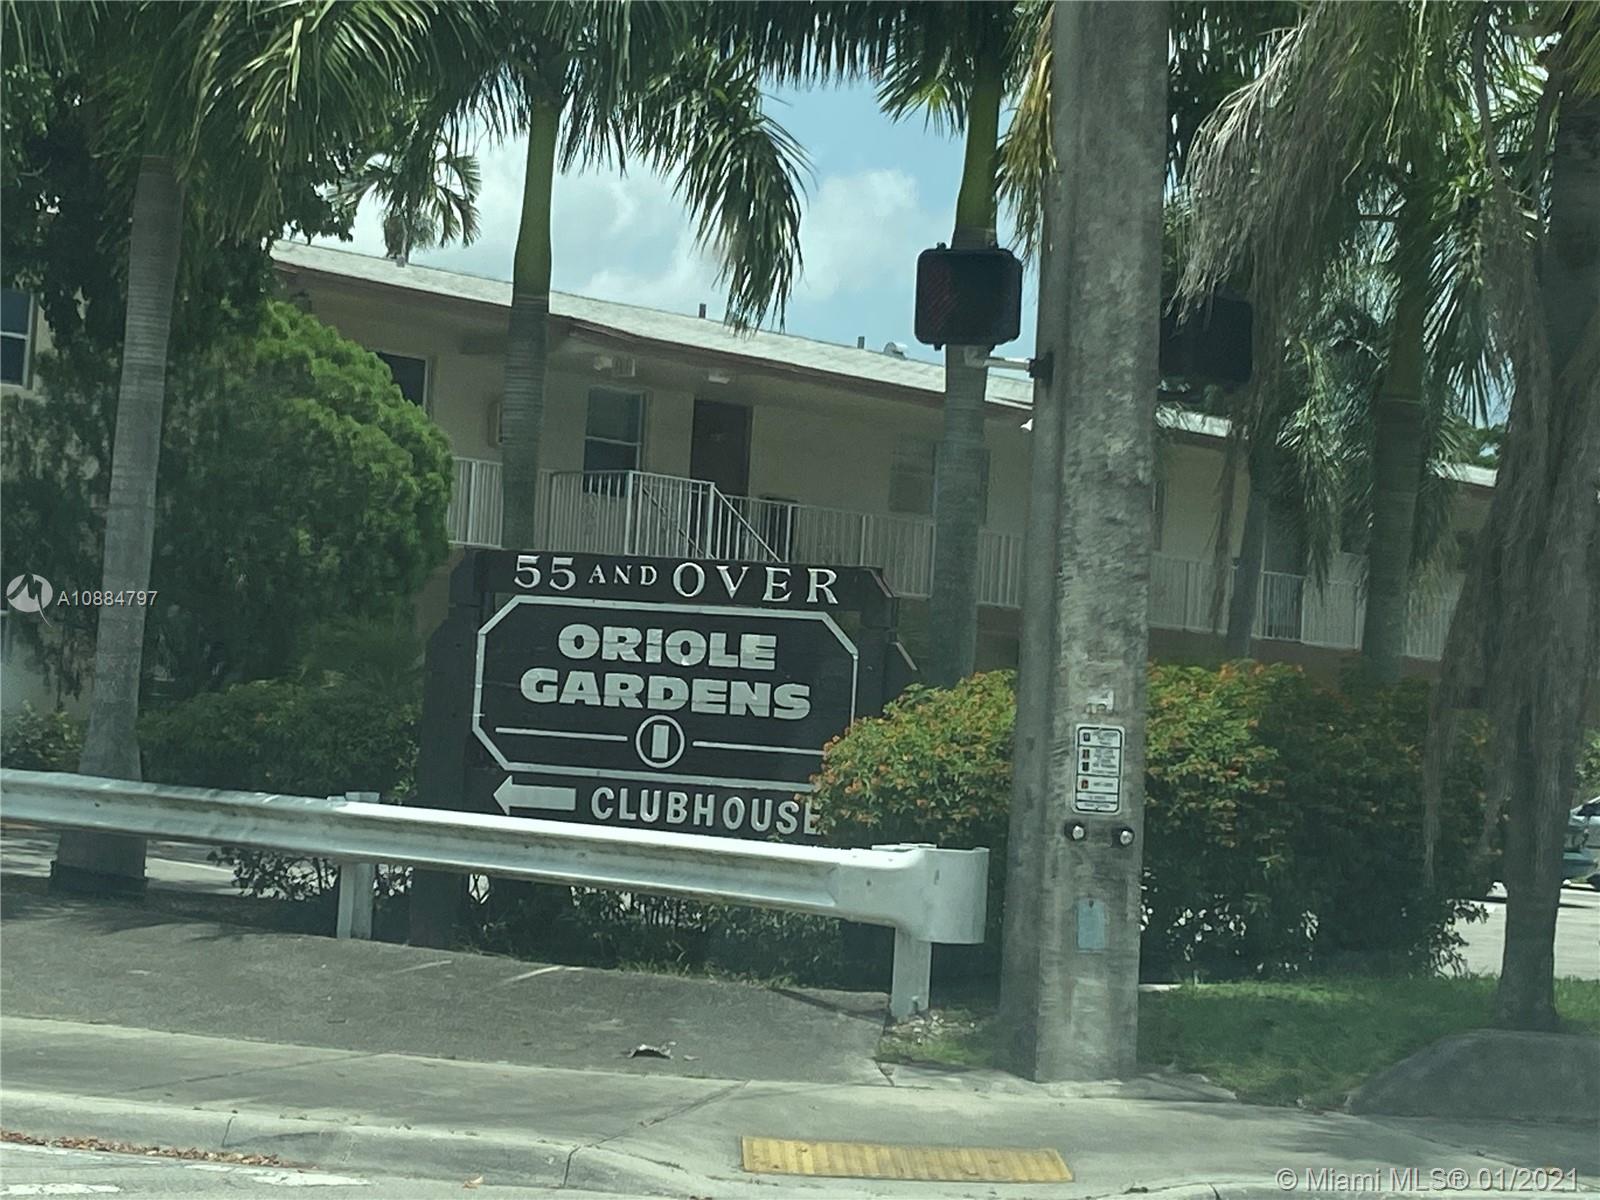 55 AND OVER
ORIOLE
GARDENS
I
CLUBHOUSE
A10884797
© Miami MLS® 01/2021